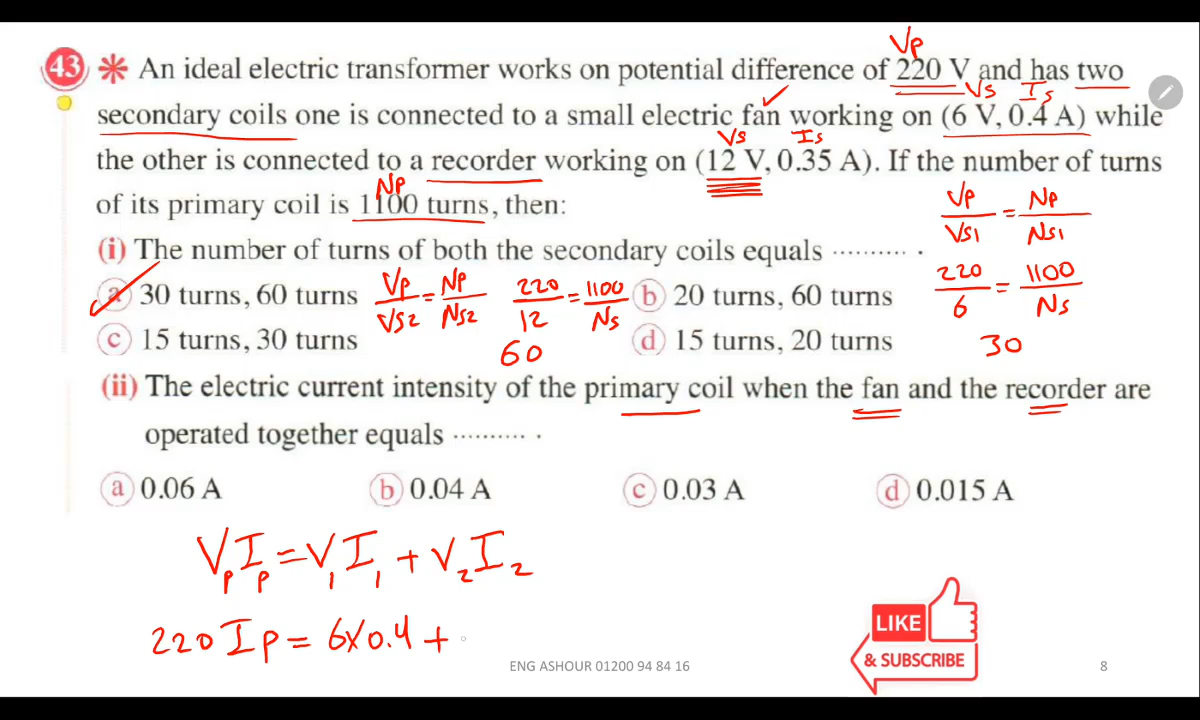 Vp
43 * An ideal electric transformer works on potential difference of 220 V and has two
Vs Is
secondary coils one is connected to a small electric fan working on (6 V, 0.4 A) while
Vs Is
the other is connected to a recorder working on (12 V, 0.35 A). If the number of turns
Np
of its primary coil is 1100 turns, then:
Vp/Vs1 = Np/Ns1
(i) The number of turns of both the secondary coils equals ·········· .
a 30 turns, 60 turns
Vp/Vs2 = Np/Ns2
220/12 = 1100/Ns
b 20 turns, 60 turns
220/6 = 1100/Ns
c 15 turns, 30 turns
60
d 15 turns, 20 turns
30
(ii) The electric current intensity of the primary coil when the fan and the recorder are
operated together equals ·········· .
a 0.06 A
b 0.04 A
c 0.03 A
d 0.015 A
VpIp = V1I1 + V2I2
220 Ip = 6×0.4 +
LIKE
& SUBSCRIBE
ENG ASHOUR 01200 94 84 16
8